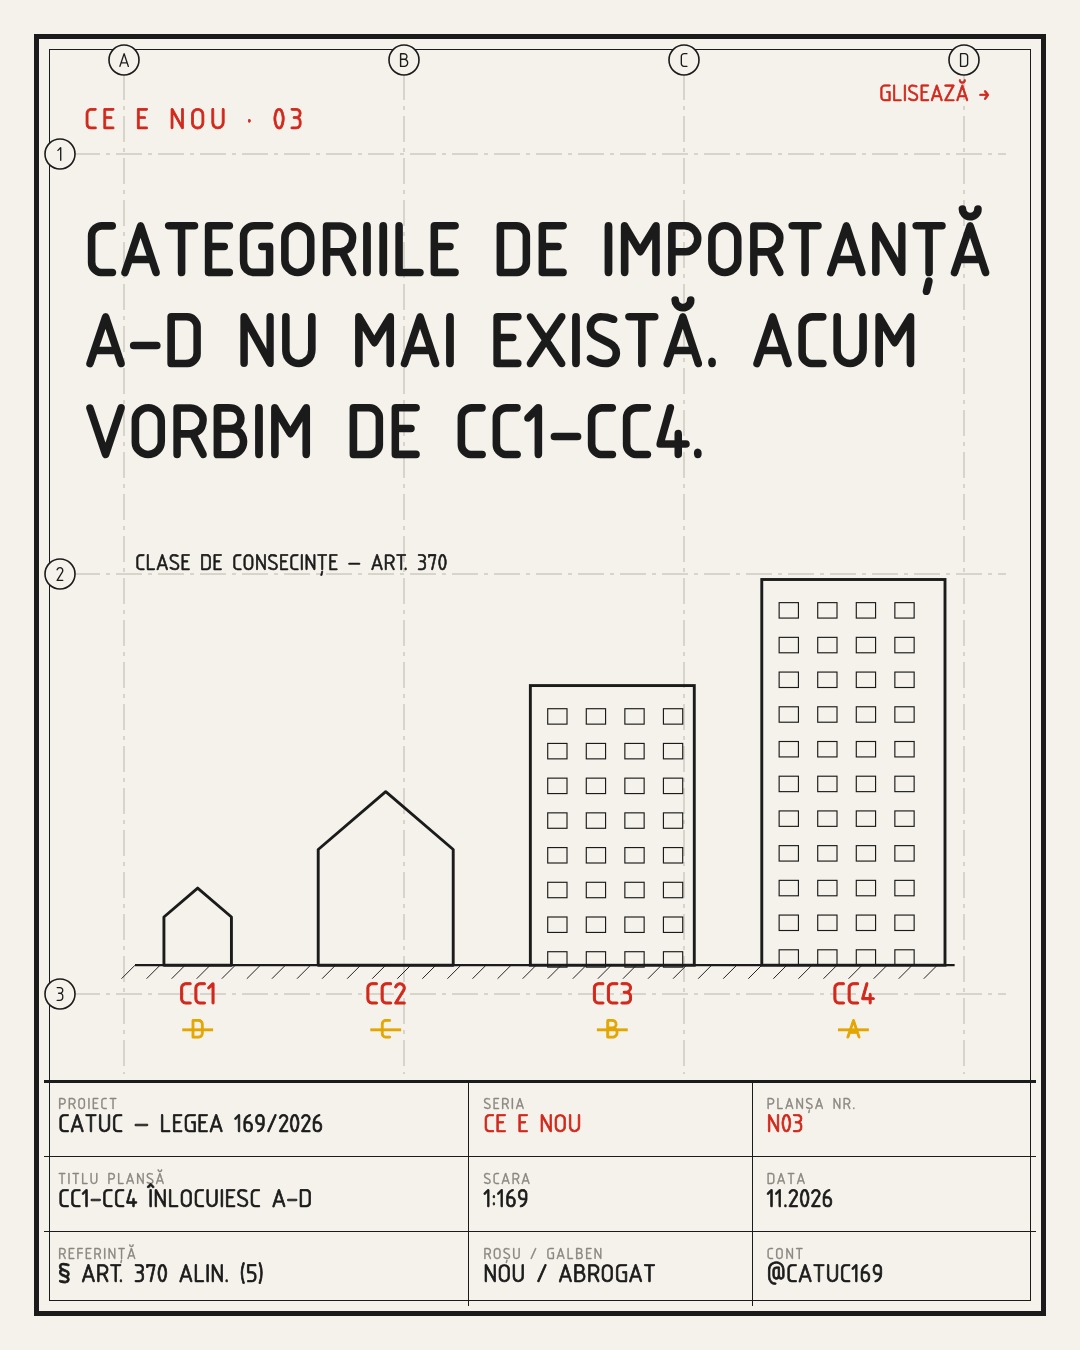 A B C D
GLISEAZĂ →
CE E NOU · 03
1
CATEGORIILE DE IMPORTANȚĂ
A–D NU MAI EXISTĂ. ACUM
VORBIM DE CC1–CC4.
CLASE DE CONSECINȚE — ART. 370
2
3
CC1 CC2 CC3 CC4
D C B A
PROIECT
CATUC — LEGEA 169/2026
SERIA
CE E NOU
PLANȘA NR.
N03
TITLU PLANȘĂ
CC1–CC4 ÎNLOCUIESC A–D
SCARA
1:169
DATA
11.2026
REFERINȚĂ
§ ART. 370 ALIN. (5)
ROȘU / GALBEN
NOU / ABROGAT
CONT
@CATUC169